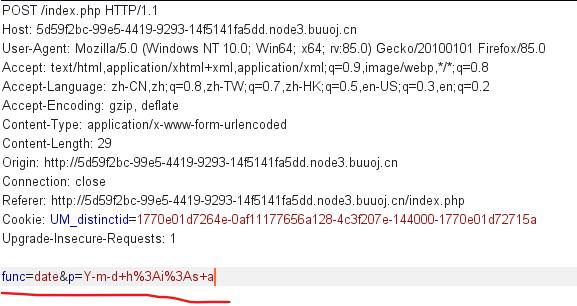 POST /index.php HTTP/1.1
Host: 5d59f2bc-99e5-4419-9293-14f5141fa5dd.node3.buuoj.cn
User-Agent: Mozilla/5.0 (Windows NT 10.0; Win64; x64; rv:85.0) Gecko/20100101 Firefox/85.0
Accept: text/html,application/xhtml+xml,application/xml;q=0.9,image/webp,*/*;q=0.8
Accept-Language: zh-CN,zh;q=0.8,zh-TW;q=0.7,zh-HK;q=0.5,en-US;q=0.3,en;q=0.2
Accept-Encoding: gzip, deflate
Content-Type: application/x-www-form-urlencoded
Content-Length: 29
Origin: http://5d59f2bc-99e5-4419-9293-14f5141fa5dd.node3.buuoj.cn
Connection: close
Referer: http://5d59f2bc-99e5-4419-9293-14f5141fa5dd.node3.buuoj.cn/index.php
Cookie: UM_distinctid=1770e01d7264e-0af11177656a128-4c3f207e-144000-1770e01d72715a
Upgrade-Insecure-Requests: 1
func=date&p=Y-m-d+h%3Ai%3As+a